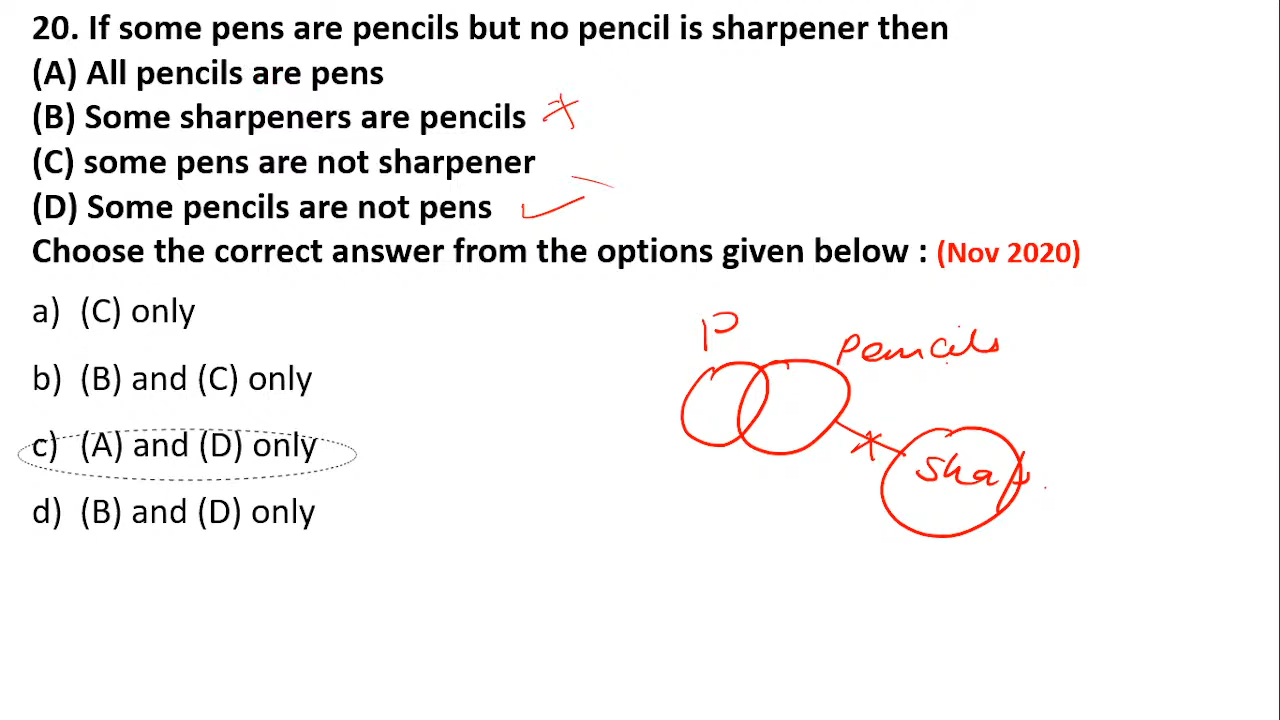 20. If some pens are pencils but no pencil is sharpener then
(A) All pencils are pens
(B) Some sharpeners are pencils
(C) some pens are not sharpener
(D) Some pencils are not pens
Choose the correct answer from the options given below : (Nov 2020)
a) (C) only
b) (B) and (C) only
c) (A) and (D) only
d) (B) and (D) only
P
Pencils
Shap